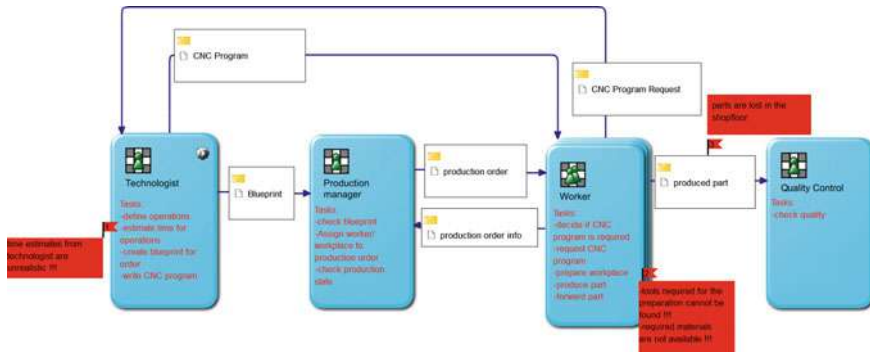 CNC Program
CNC Program Request
parts are lost in the
shopfloor
Technologist
Tasks:
-define operations
-estimate time for
operations
-create blueprint for
order
-write CNC program
time estimates from
technologist are
unrealistic !!!
Blueprint
Production
manager
Tasks:
-check blueprint
-Assign worker/
workplace to
production order
-check production
state
production order
production order info
Worker
Tasks:
-decide if CNC
program is required
-request CNC
program
-prepare workplace
-produce part
-forward part
-tools required for the
preparation cannot be
found !!!
-required materials
are not available !!!
produced part
Quality Control
Tasks:
-check quality